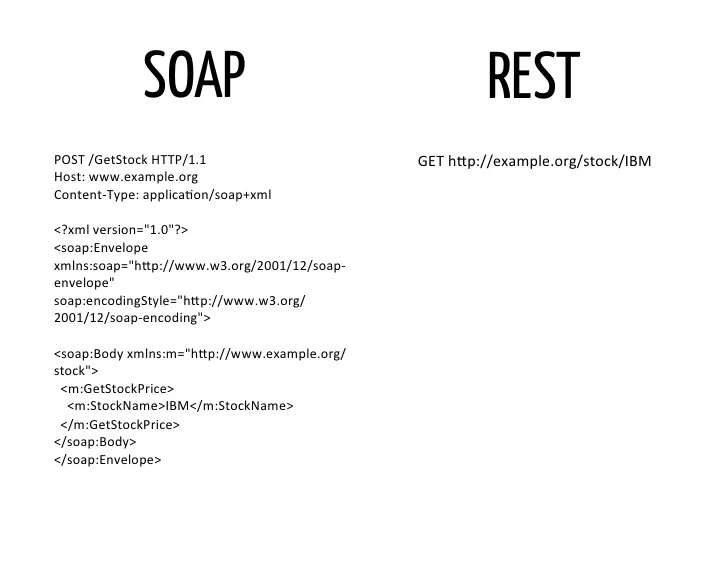 SOAP
POST /GetStock HTTP/1.1
Host: www.example.org
Content-Type: application/soap+xml
<?xml version="1.0"?>
<soap:Envelope
xmlns:soap="http://www.w3.org/2001/12/soap-
envelope"
soap:encodingStyle="http://www.w3.org/
2001/12/soap-encoding">
<soap:Body xmlns:m="http://www.example.org/
stock">
<m:GetStockPrice>
<m:StockName>IBM</m:StockName>
</m:GetStockPrice>
</soap:Body>
</soap:Envelope>
REST
GET http://example.org/stock/IBM